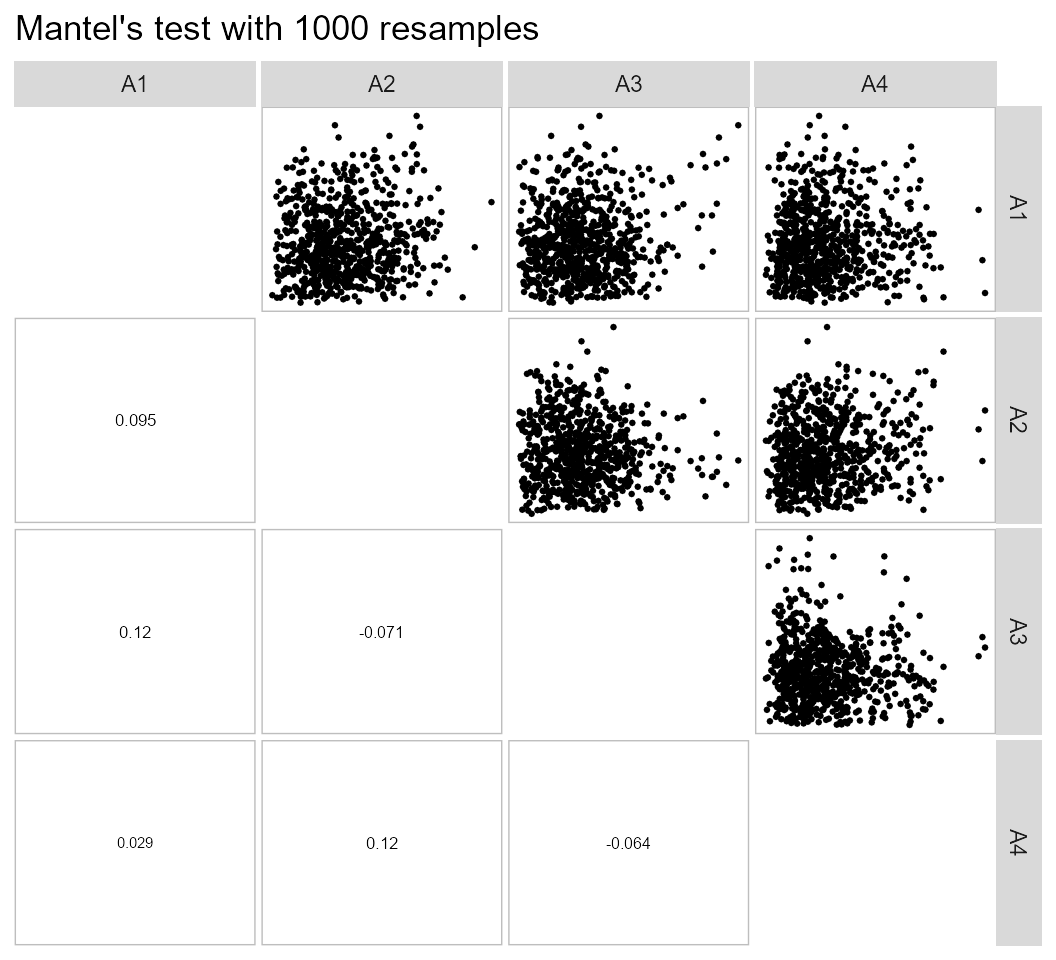 Mantel's test with 1000 resamples
A1 A2 A3 A4
A1
0.095
A2
0.12 -0.071
A3
0.029 0.12 -0.064
A4